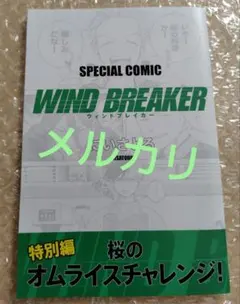 SPECIAL COMIC
WIND BREAKER
ウィンドブレイカー
メルカリ
特別編
桜の
オムライスチャレンジ!